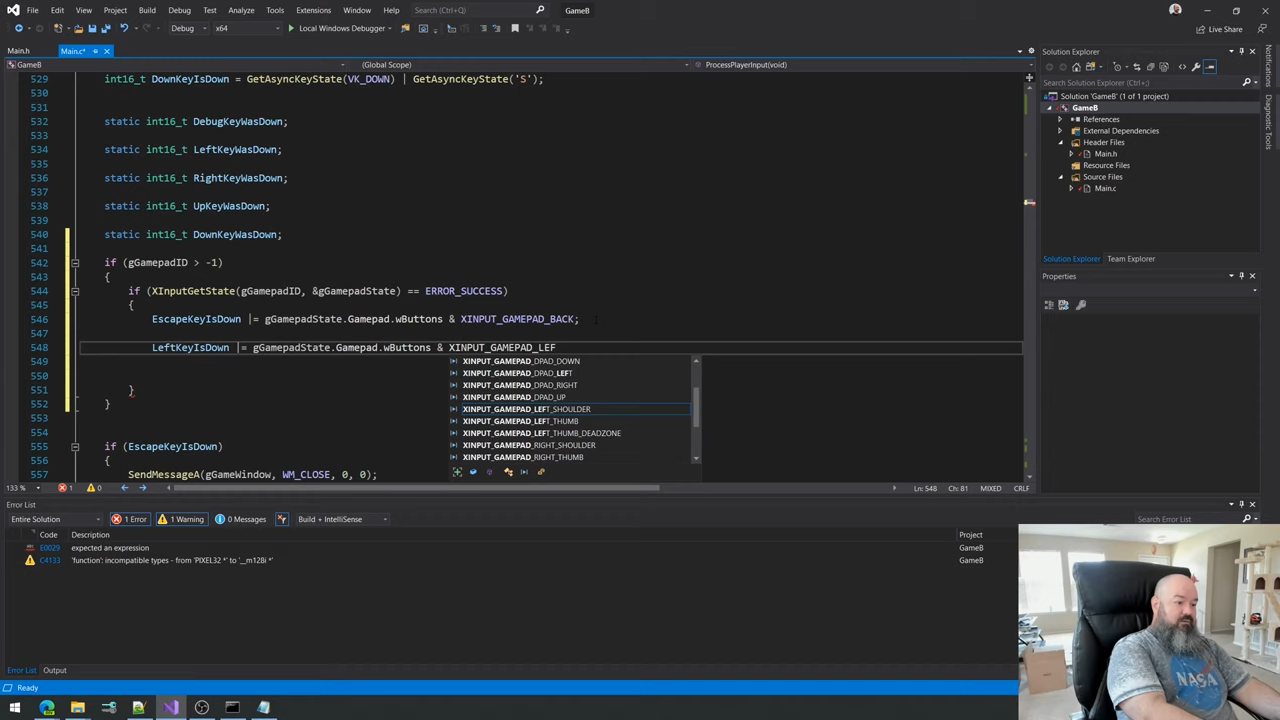 File Edit View Project Build Debug Test Analyze Tools Extensions Window Help Search (Ctrl+Q) GameB
Debug x64 Local Windows Debugger Live Share
Main.h Main.c*
GameB (Global Scope) ProcessPlayerInput(void)
529 int16_t DownKeyIsDown = GetAsyncKeyState(VK_DOWN) | GetAsyncKeyState('S');
530
531
532 static int16_t DebugKeyWasDown;
533
534 static int16_t LeftKeyWasDown;
535
536 static int16_t RightKeyWasDown;
537
538 static int16_t UpKeyWasDown;
539
540 static int16_t DownKeyWasDown;
541
542 if (gGamepadID > -1)
543 {
544 if (XInputGetState(gGamepadID, &gGamepadState) == ERROR_SUCCESS)
545 {
546 EscapeKeyIsDown |= gGamepadState.Gamepad.wButtons & XINPUT_GAMEPAD_BACK;
547
548 LeftKeyIsDown |= gGamepadState.Gamepad.wButtons & XINPUT_GAMEPAD_LEF
549
550
551 }
552 }
553
554
555 if (EscapeKeyIsDown)
556 {
557 SendMessageA(gGameWindow, WM_CLOSE, 0, 0);
XINPUT_GAMEPAD_DPAD_DOWN
XINPUT_GAMEPAD_DPAD_LEFT
XINPUT_GAMEPAD_DPAD_RIGHT
XINPUT_GAMEPAD_DPAD_UP
XINPUT_GAMEPAD_LEFT_SHOULDER
XINPUT_GAMEPAD_LEFT_THUMB
XINPUT_GAMEPAD_LEFT_THUMB_DEADZONE
XINPUT_GAMEPAD_RIGHT_SHOULDER
XINPUT_GAMEPAD_RIGHT_THUMB
133 % 1 0 Ln: 548 Ch: 81 MIXED CRLF
Error List
Entire Solution 1 Error 1 Warning 0 Messages Build + IntelliSense Search Error List
Code Description Project
E0029 expected an expression GameB
C4133 'function': incompatible types - from 'PIXEL32 *' to '__m128i *' GameB
Error List Output
Ready
Solution Explorer
Search Solution Explorer (Ctrl+;)
Solution 'GameB' (1 of 1 project)
GameB
References
External Dependencies
Header Files
Main.h
Resource Files
Source Files
Main.c
Solution Explorer Team Explorer
Properties
Notifications
Diagnostic Tools
NASA